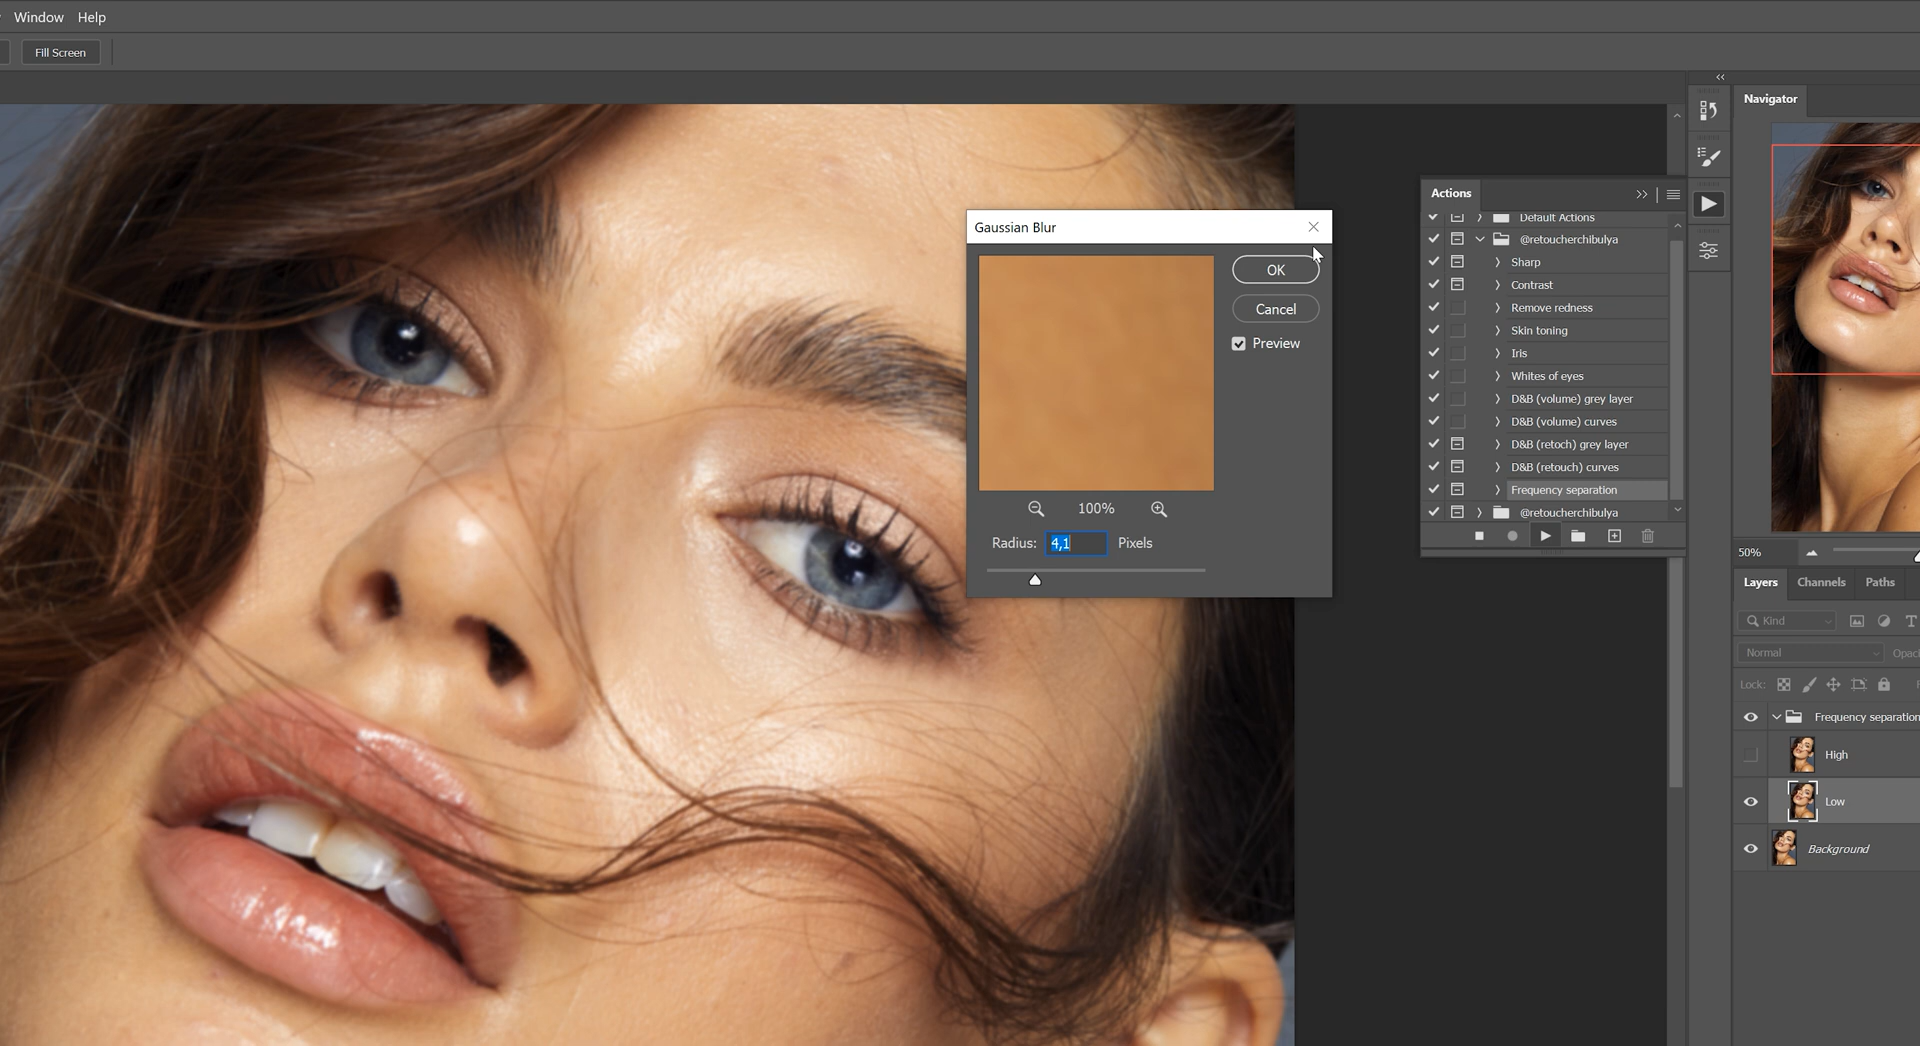 Window Help
Fill Screen
Navigator
Actions
Default Actions
@retoucherchibulya
Sharp
Contrast
Remove redness
Skin toning
Iris
Whites of eyes
D&B (volume) grey layer
D&B (volume) curves
D&B (retoch) grey layer
D&B (retouch) curves
Frequency separation
@retoucherchibulya
Gaussian Blur
OK
Cancel
Preview
100%
Radius: 4,1 Pixels
50%
Layers Channels Paths
Kind
Normal Opaci
Lock: F
Frequency separation
High
Low
Background